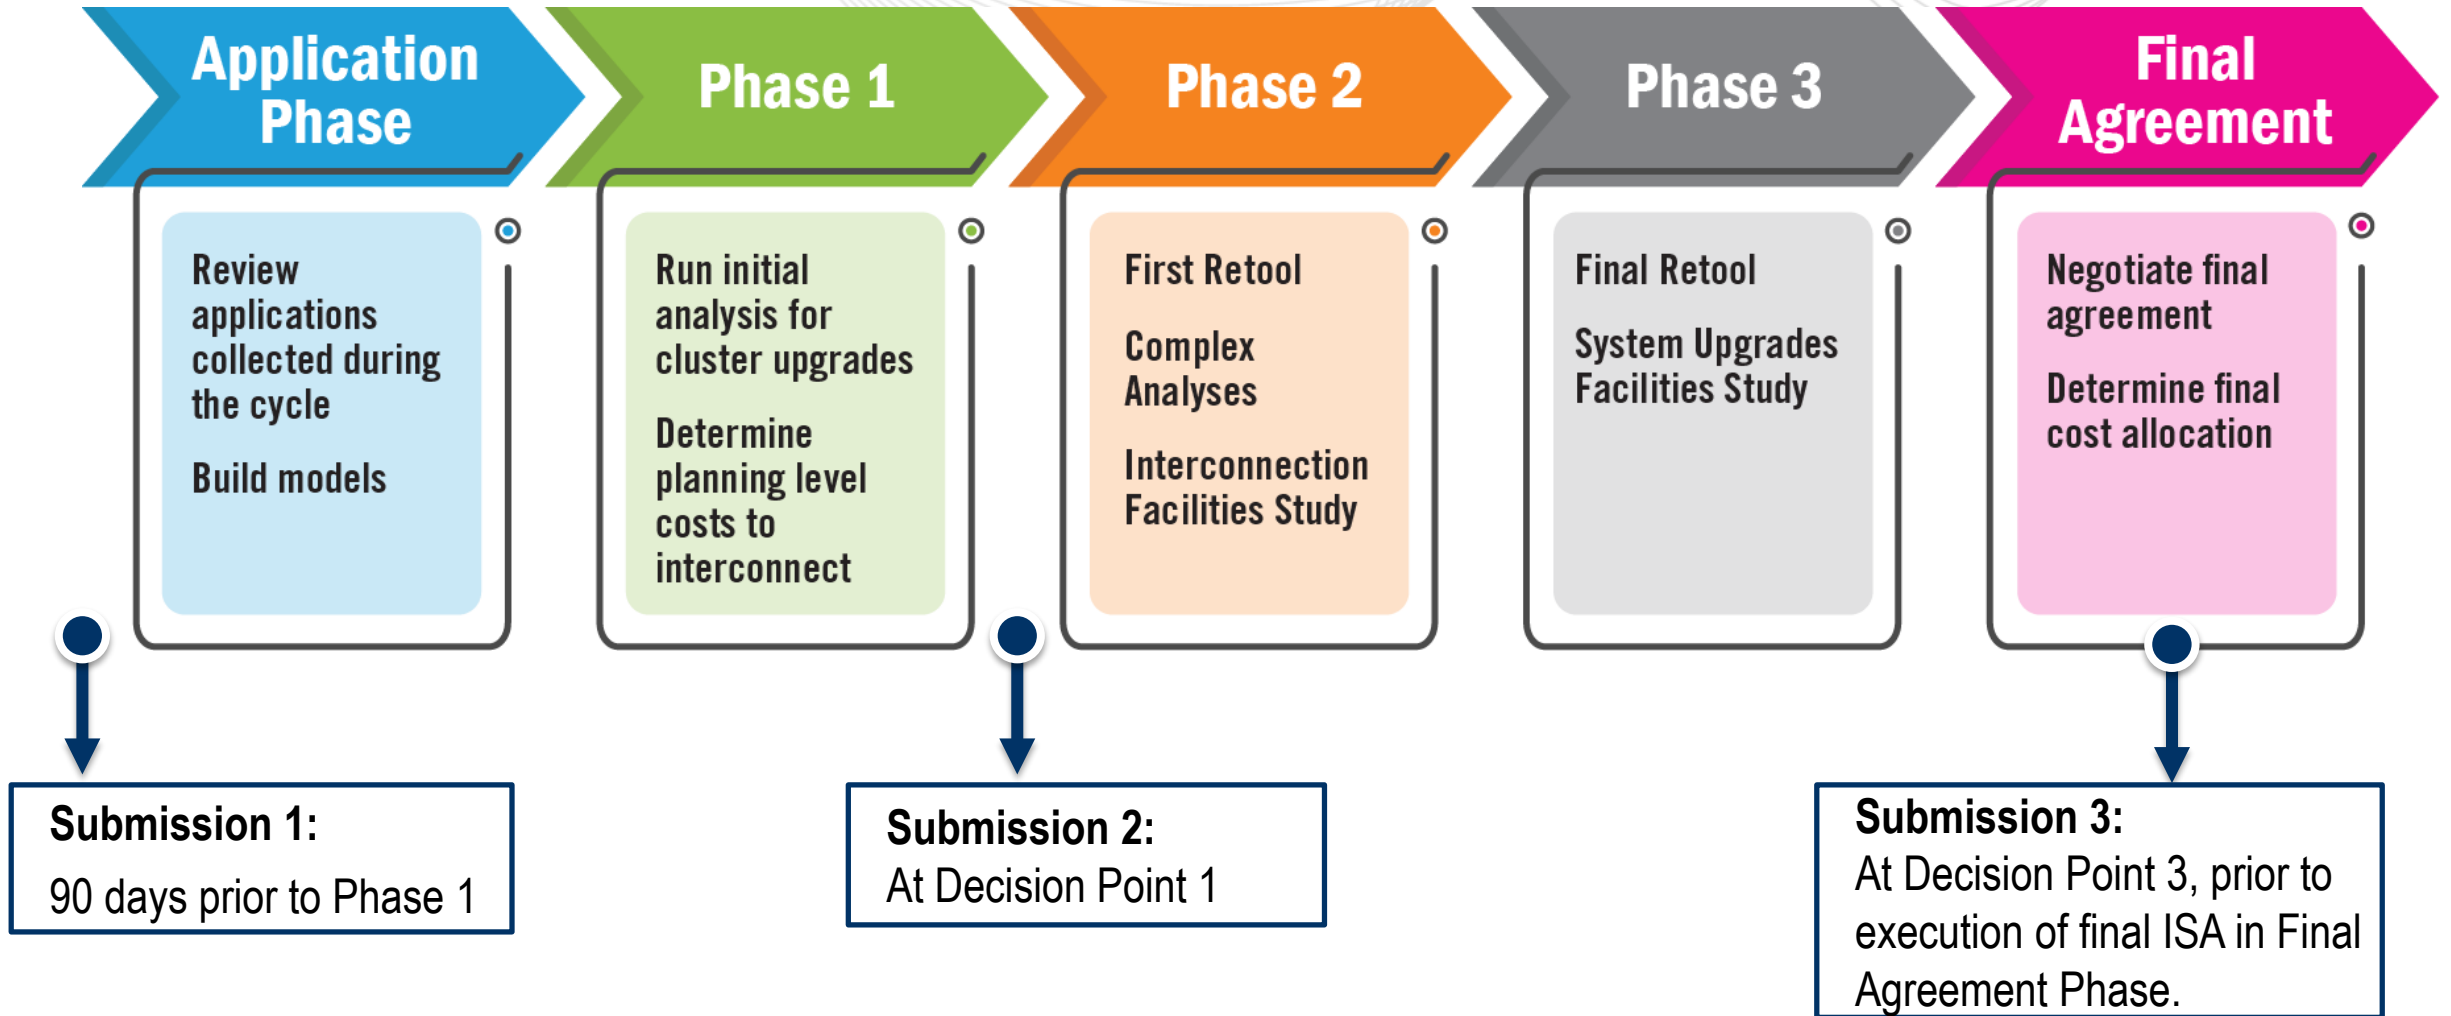 Application
Phase
Phase 1
Phase 2
Phase 3
Final
Agreement
Review
applications
collected during
the cycle
Build models
Run initial
analysis for
cluster upgrades
Determine
planning level
costs to
interconnect
First Retool
Complex
Analyses
Interconnection
Facilities Study
Final Retool
System Upgrades
Facilities Study
Negotiate final
agreement
Determine final
cost allocation
Submission 1:
90 days prior to Phase 1
Submission 2:
At Decision Point 1
Submission 3:
At Decision Point 3, prior to
execution of final ISA in Final
Agreement Phase.